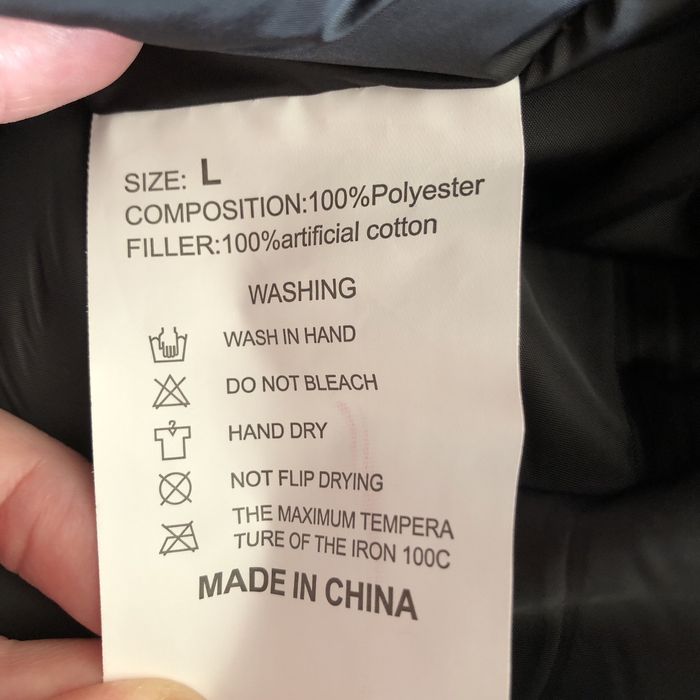 SIZE: L
COMPOSITION:100%Polyester
FILLER:100%artificial cotton
WASHING
WASH IN HAND
DO NOT BLEACH
HAND DRY
NOT FLIP DRYING
THE MAXIMUM TEMPERA
TURE OF THE IRON 100C
MADE IN CHINA